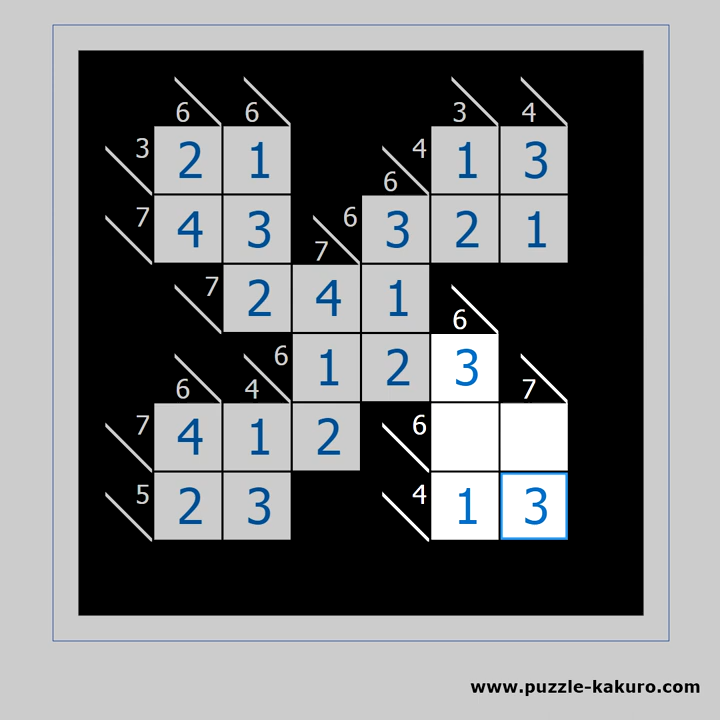 6 6 3 4
3 2 1 4 6 1 3
7 4 3 6 7 3 2 1
7 2 4 1 6
6 4 6 1 2 3 7
7 4 1 2 6
5 2 3 4 1 3
www.puzzle-kakuro.com